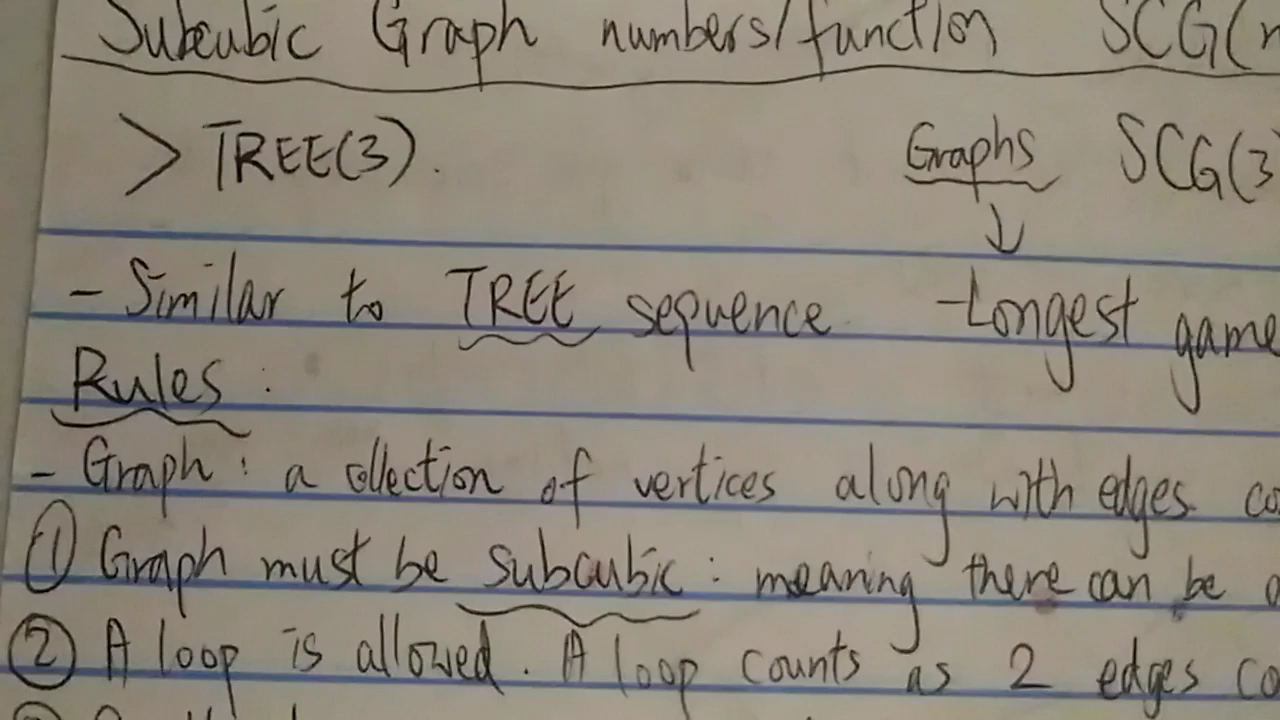 Subcubic Graph numbers/function SCG(n
> TREE(3). Graphs SCG(3
- Similar to TREE sequence -Longest game
Rules :
- Graph : a collection of vertices along with edges
① Graph must be subcubic : meaning there can be
② A loop is allowed. A loop counts as 2 edges